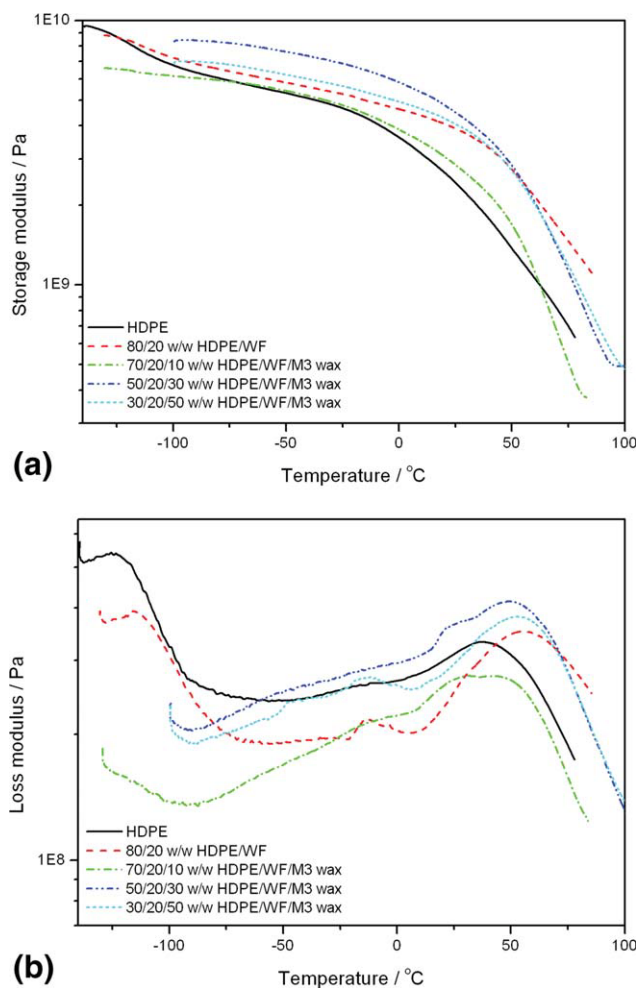 1E10
Storage modulus / Pa
1E9
HDPE
80/20 w/w HDPE/WF
70/20/10 w/w HDPE/WF/M3 wax
50/20/30 w/w HDPE/WF/M3 wax
30/20/50 w/w HDPE/WF/M3 wax
-100 -50 0 50 100
(a)
Temperature / °C
Loss modulus / Pa
1E8
HDPE
80/20 w/w HDPE/WF
70/20/10 w/w HDPE/WF/M3 wax
50/20/30 w/w HDPE/WF/M3 wax
30/20/50 w/w HDPE/WF/M3 wax
-100 -50 0 50 100
(b)
Temperature / °C